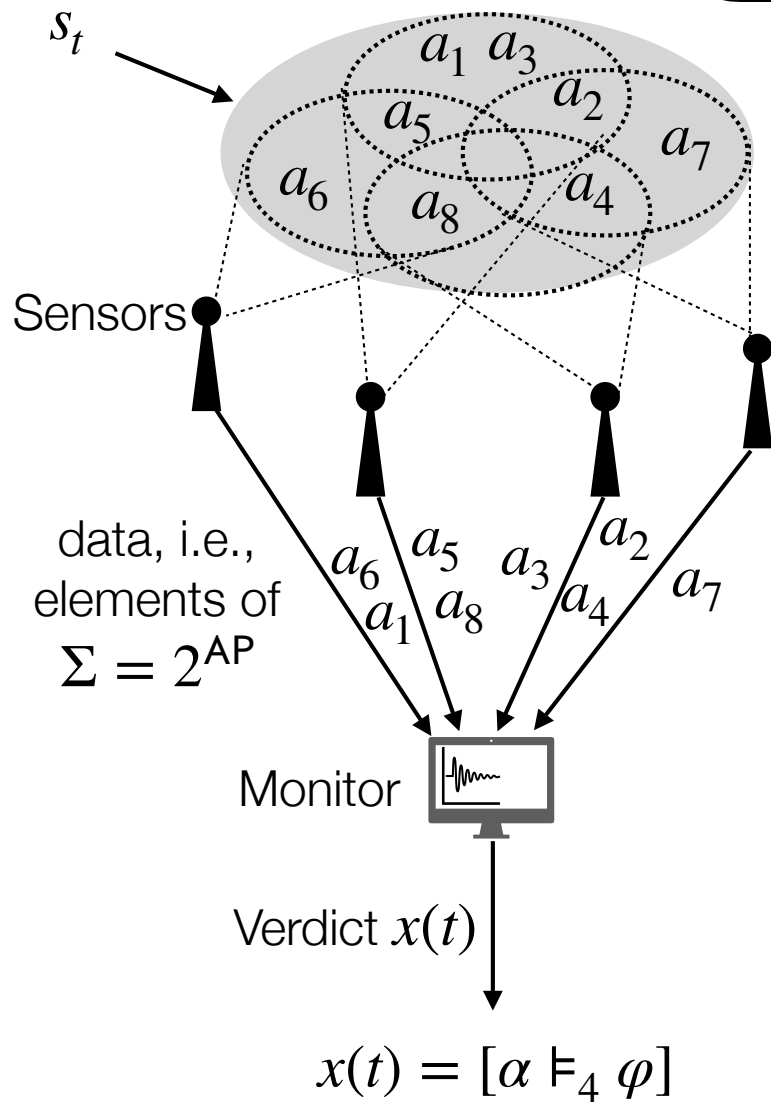 s_t
a_1 a_3
a_2
a_5
a_7
a_6
a_4
a_8
Sensors
data, i.e.,
elements of
Σ = 2^AP
a_6
a_1
a_5
a_8
a_3
a_2
a_4
a_7
Monitor
Verdict x(t)
x(t) = [α ⊨_4 φ]